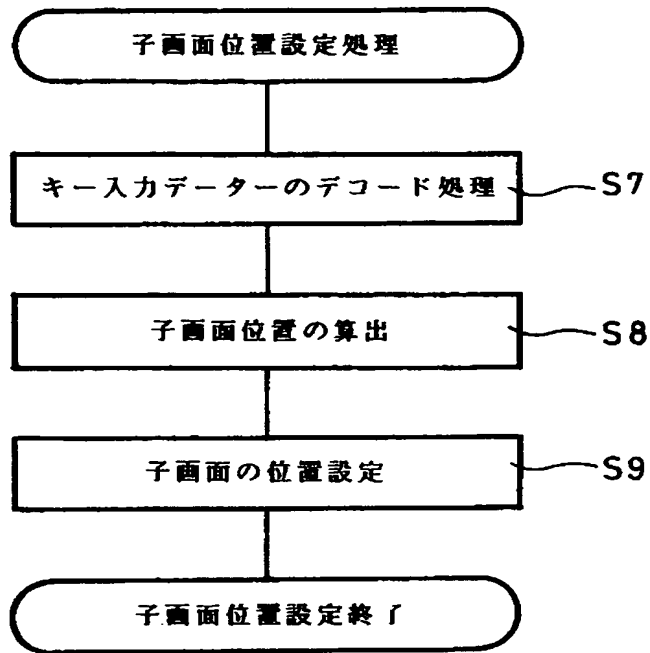 子画面位置設定処理
キー入力データーのデコード処理 S7
子画面位置の算出 S8
子画面の位置設定 S9
子画面位置設定終了